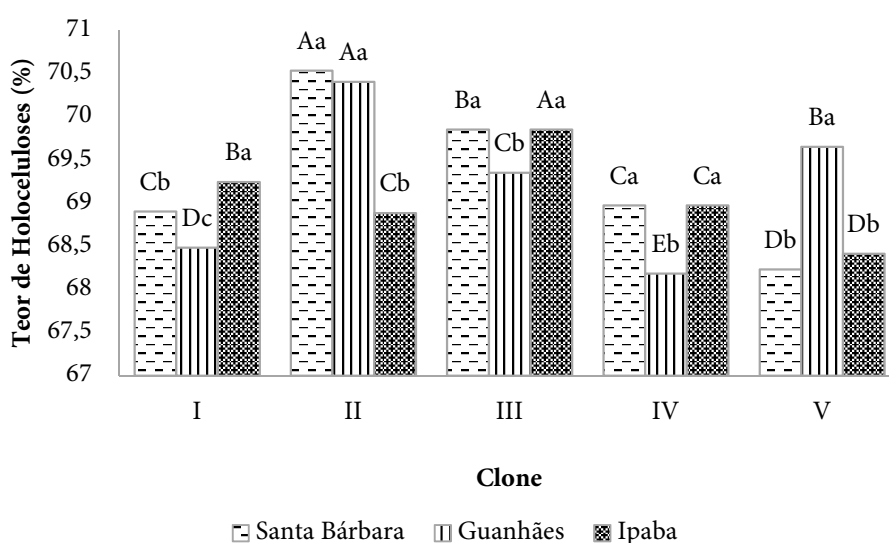 Teor de Holoceluloses (%)
71
70,5
70
69,5
69
68,5
68
67,5
67
Cb
Dc
Ba
Aa
Aa
Cb
Ba
Cb
Aa
Ca
Eb
Ca
Db
Ba
Db
I
II
III
IV
V
Clone
Santa Bárbara
Guanhães
Ipaba